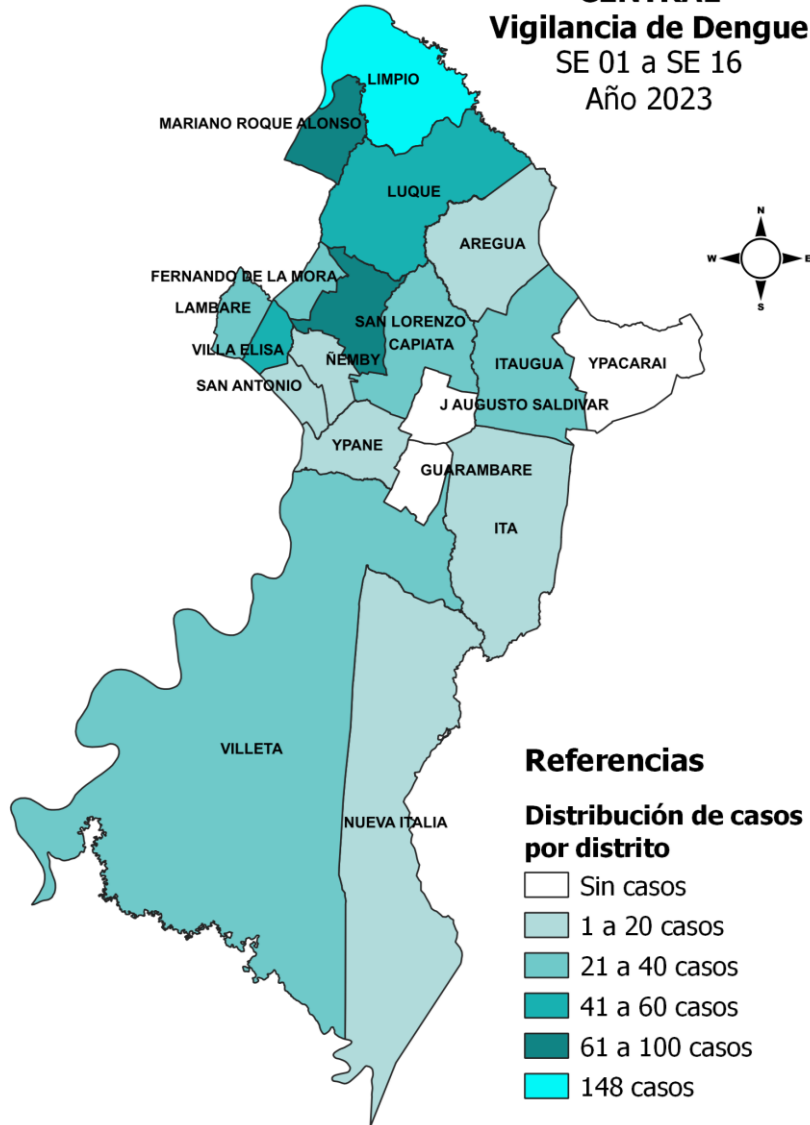 CENTRAL
Vigilancia de Dengue
SE 01 a SE 16
Año 2023
LIMPIO
MARIANO ROQUE ALONSO
LUQUE
AREGUA
N
W
E
S
FERNANDO DE LA MORA
LAMBARE
SAN LORENZO
CAPIATA
VILLA ELISA
ÑEMBY
ITAUGUA
YPACARAI
SAN ANTONIO
J AUGUSTO SALDIVAR
YPANE
GUARAMBARE
ITA
VILLETA
NUEVA ITALIA
Referencias
Distribución de casos
por distrito
Sin casos
1 a 20 casos
21 a 40 casos
41 a 60 casos
61 a 100 casos
148 casos